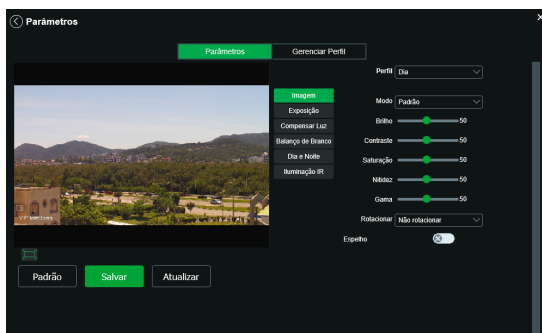 Parâmetros
×
Parâmetros Gerenciar Perfil
Perfil Dia
Imagem
Exposição
Compensar Luz
Balanço de Branco
Dia e Noite
Iluminação IR
Modo Padrão
Brilho 50
Contraste 50
Saturação 50
Nitidez 50
Gama 50
Rotacionar Não rotacionar
Espelho
Padrão Salvar Atualizar